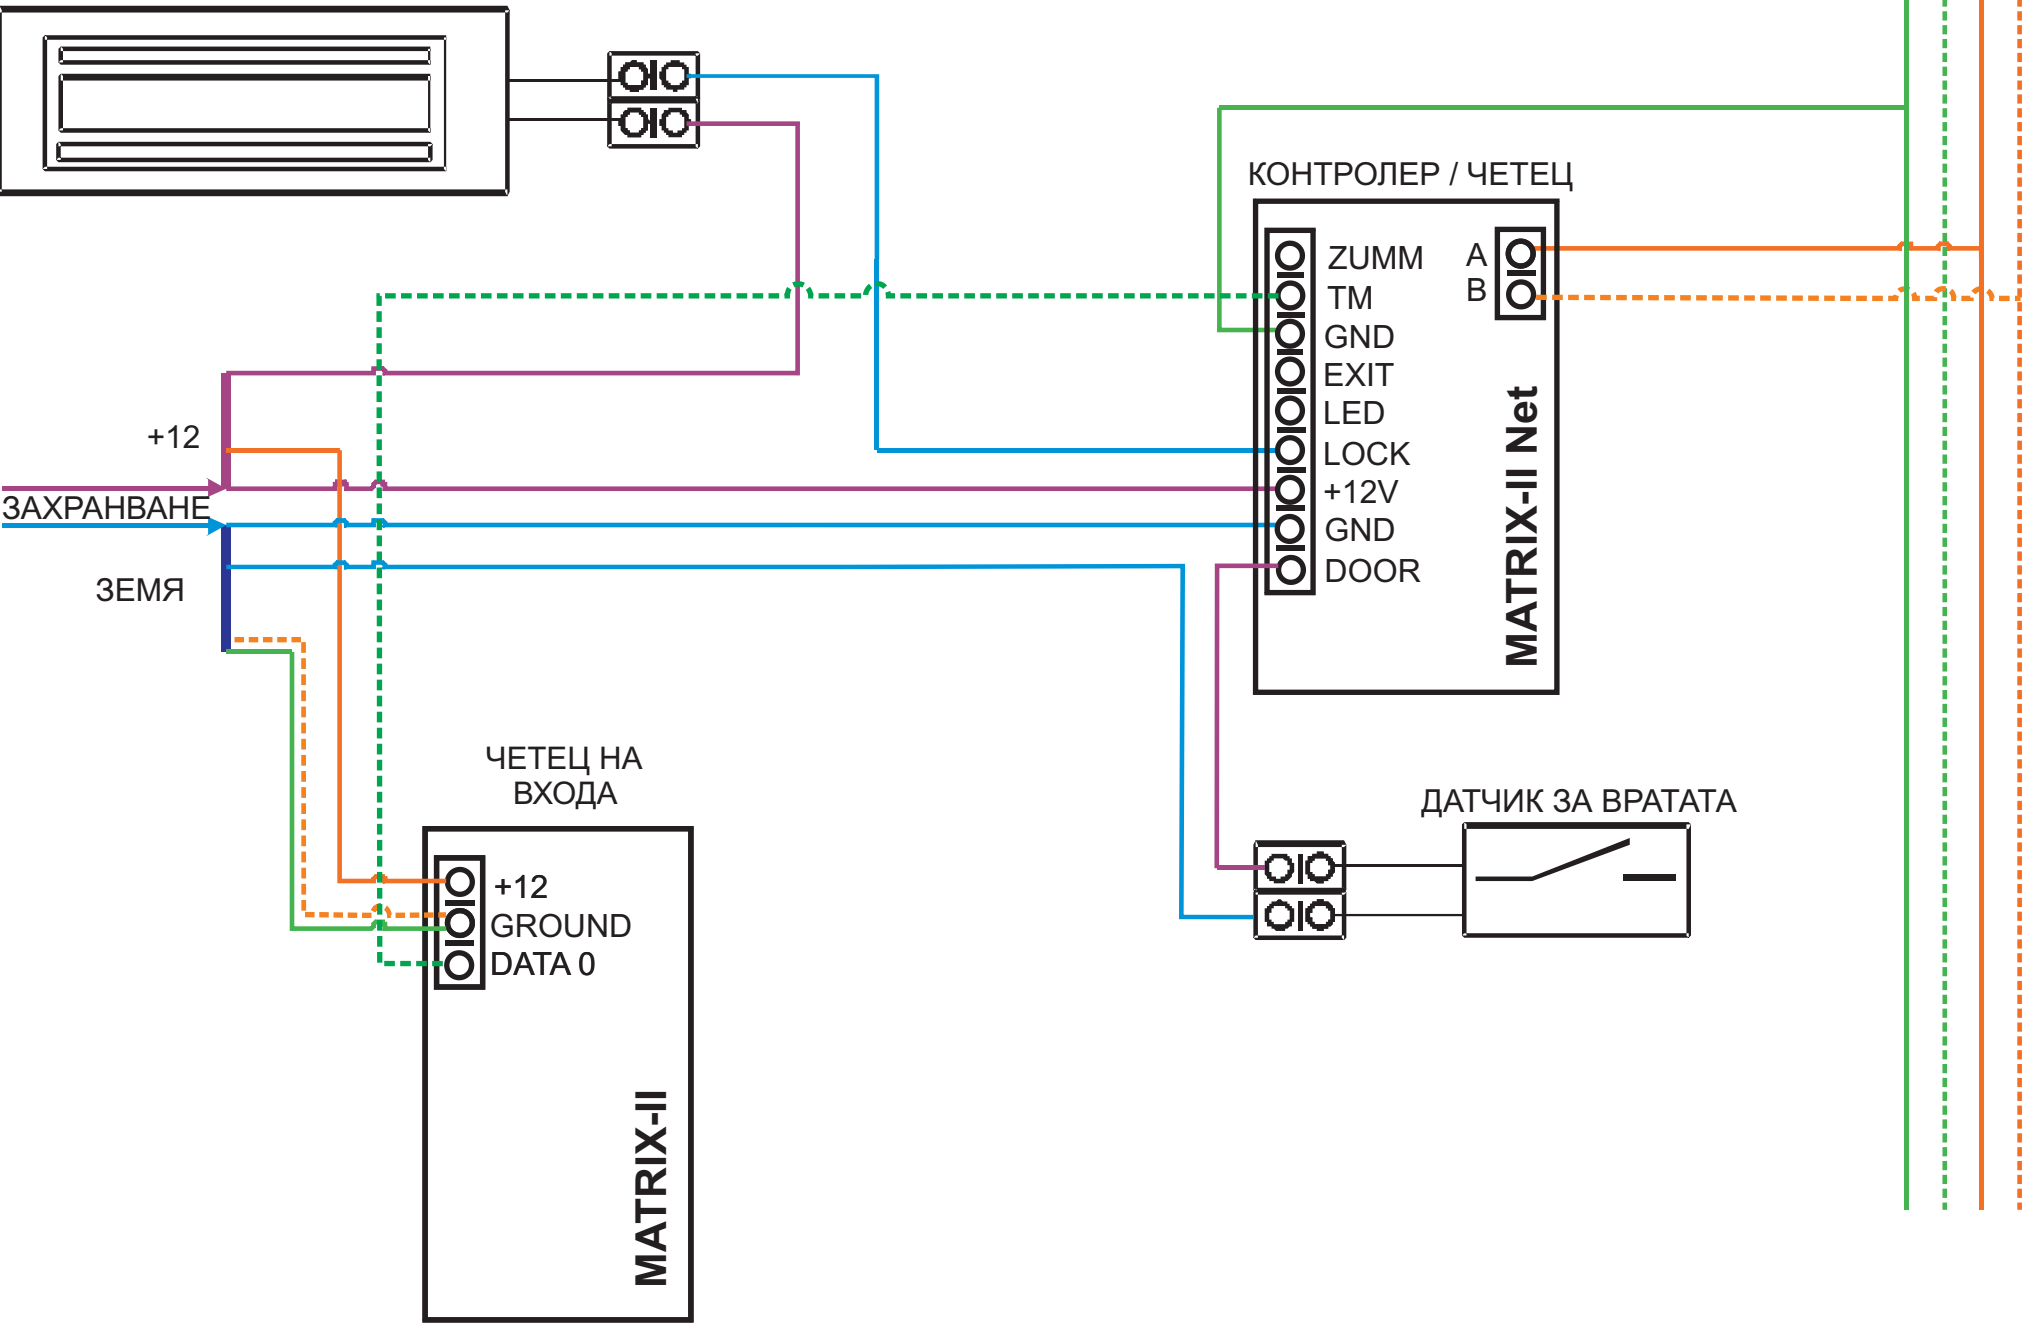 КОНТРОЛЕР / ЧЕТЕЦ
ZUMM
TM
GND
EXIT
LED
LOCK
+12V
GND
DOOR
A
B
MATRIX-II Net
+12
ЗАХРАНВАНЕ
ЗЕМЯ
ЧЕТЕЦ НА
ВХОДА
+12
GROUND
DATA 0
MATRIX-II
ДАТЧИК ЗА ВРАТАТА